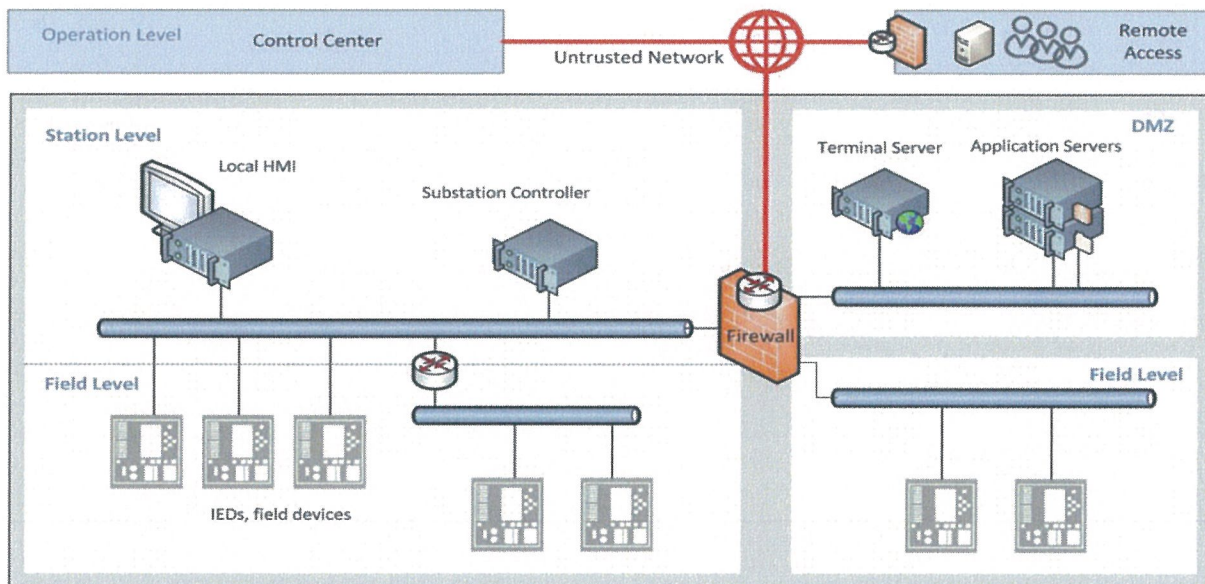 Operation Level
Control Center
Untrusted Network
Remote
Access
Station Level
Local HMI
Substation Controller
Firewall
DMZ
Terminal Server
Application Servers
Field Level
IEDs, field devices
Field Level